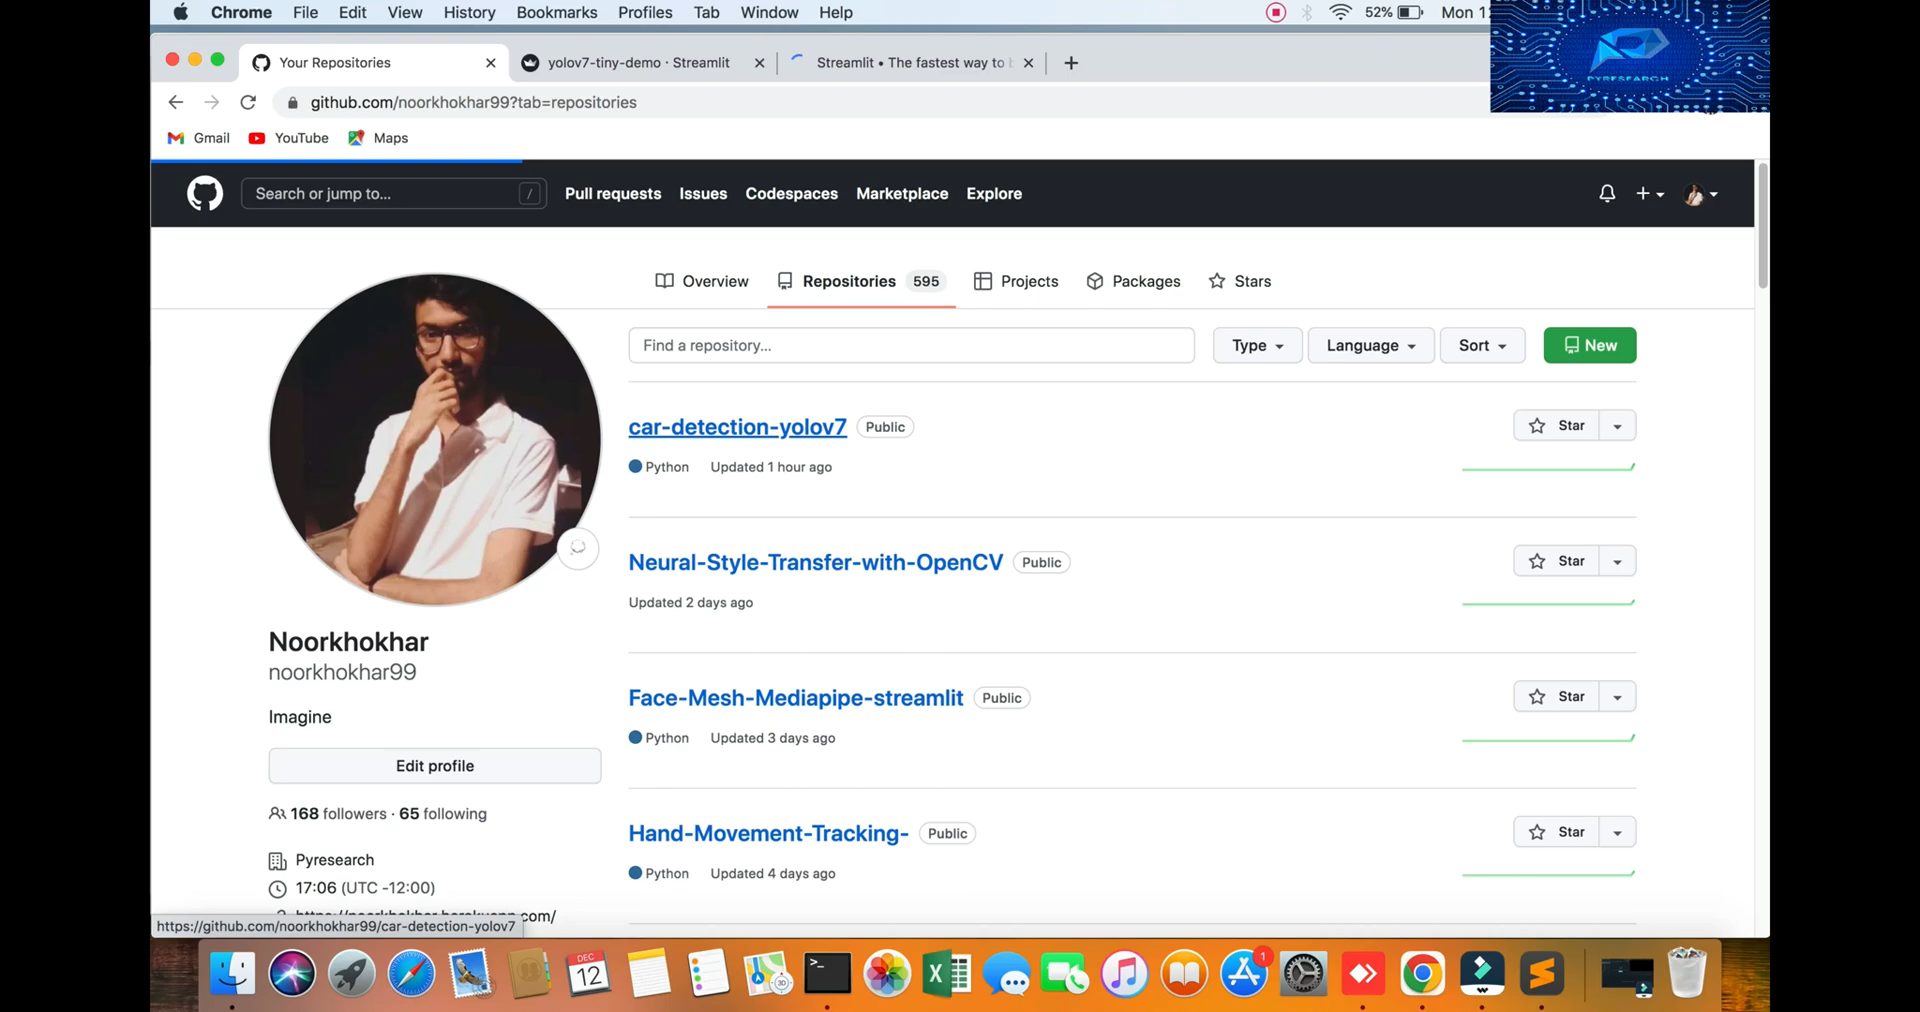 Chrome File Edit View History Bookmarks Profiles Tab Window Help 52% Mon
PYRESEARCH
Your Repositories yolov7-tiny-demo · Streamlit Streamlit • The fastest way to
github.com/noorkhokhar99?tab=repositories
Gmail YouTube Maps
Search or jump to... / Pull requests Issues Codespaces Marketplace Explore
Overview Repositories 595 Projects Packages Stars
Find a repository... Type Language Sort New
car-detection-yolov7 Public Star
Python Updated 1 hour ago
Neural-Style-Transfer-with-OpenCV Public Star
Updated 2 days ago
Noorkhokhar
noorkhokhar99
Face-Mesh-Mediapipe-streamlit Public Star
Imagine
Python Updated 3 days ago
Edit profile
168 followers · 65 following
Hand-Movement-Tracking- Public Star
Pyresearch
Python Updated 4 days ago
17:06 (UTC -12:00)
https://github.com/noorkhokhar99/car-detection-yolov7
DEC
12
3D
1